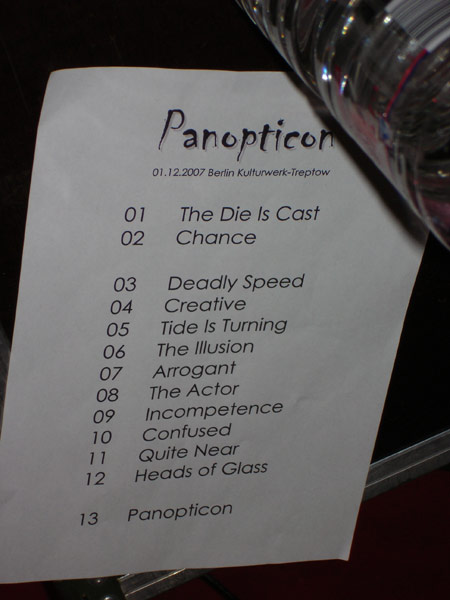 Panopticon
01.12.2007 Berlin Kulturwerk-Treptow
01 The Die Is Cast
02 Chance
03 Deadly Speed
04 Creative
05 Tide Is Turning
06 The Illusion
07 Arrogant
08 The Actor
09 Incompetence
10 Confused
11 Quite Near
12 Heads of Glass
13 Panopticon